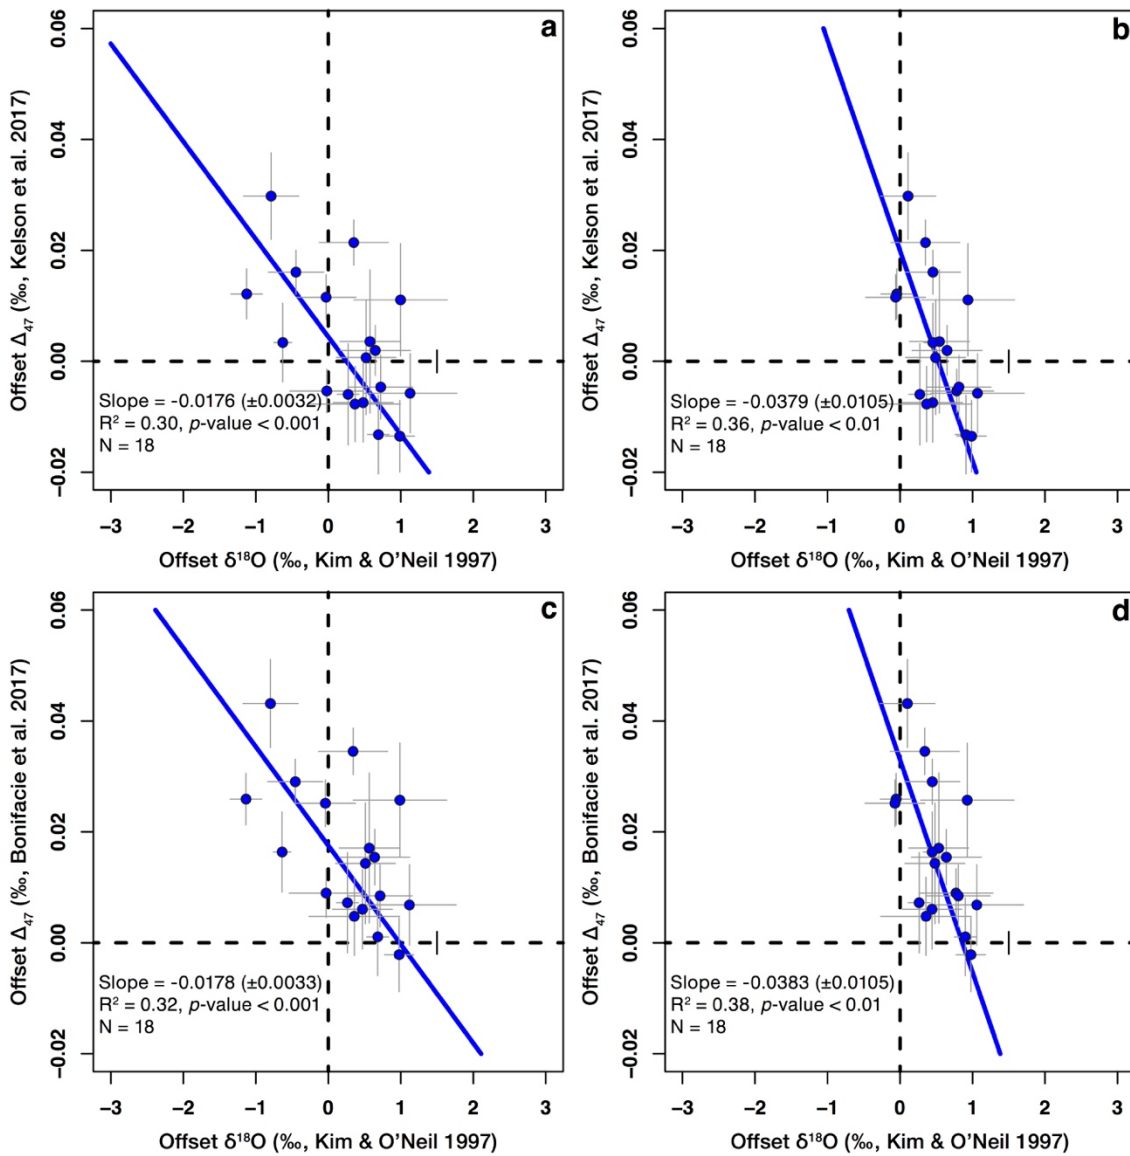 a
0.06
0.04
0.02
0.00
−0.02
Offset Δ47 (‰, Kelson et al. 2017)
Slope = -0.0176 (±0.0032)
R² = 0.30, p-value < 0.001
N = 18
−3 −2 −1 0 1 2 3
Offset δ¹⁸O (‰, Kim & O'Neil 1997)
b
0.06
0.04
0.02
0.00
−0.02
Offset Δ47 (‰, Kelson et al. 2017)
Slope = -0.0379 (±0.0105)
R² = 0.36, p-value < 0.01
N = 18
−3 −2 −1 0 1 2 3
Offset δ¹⁸O (‰, Kim & O'Neil 1997)
c
0.06
0.04
0.02
0.00
−0.02
Offset Δ47 (‰, Bonifacie et al. 2017)
Slope = -0.0178 (±0.0033)
R² = 0.32, p-value < 0.001
N = 18
−3 −2 −1 0 1 2 3
Offset δ¹⁸O (‰, Kim & O'Neil 1997)
d
0.06
0.04
0.02
0.00
−0.02
Offset Δ47 (‰, Bonifacie et al. 2017)
Slope = -0.0383 (±0.0105)
R² = 0.38, p-value < 0.01
N = 18
−3 −2 −1 0 1 2 3
Offset δ¹⁸O (‰, Kim & O'Neil 1997)